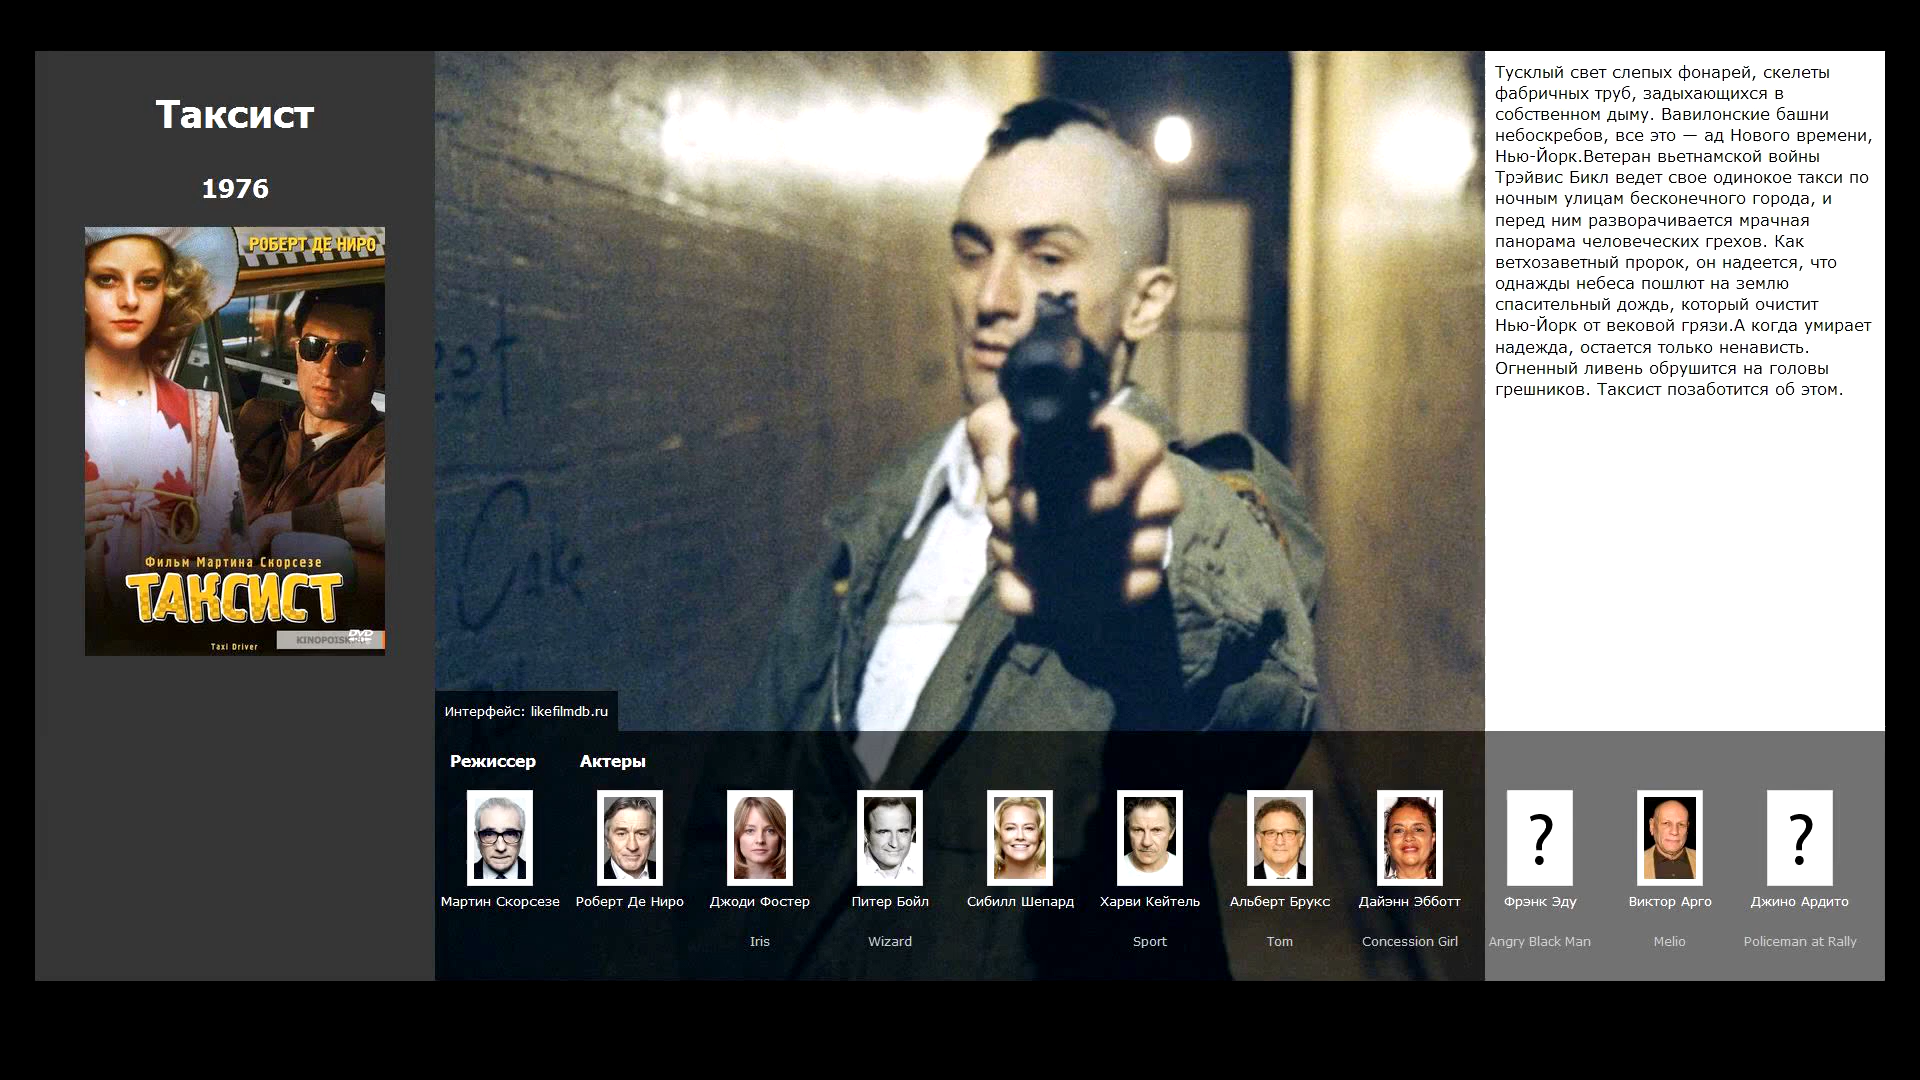 Таксист
1976
РОБЕРТ ДЕ НИРО
Фильм Мартина Скорсезе
ТАКСИСТ
Taxi Driver
KINOPOISK.RU
DVD
Тусклый свет слепых фонарей, скелеты
фабричных труб, задыхающихся в
собственном дыму. Вавилонские башни
небоскребов, все это — ад Нового времени,
Нью-Йорк.Ветеран вьетнамской войны
Трэйвис Бикл ведет свое одинокое такси по
ночным улицам бесконечного города, и
перед ним разворачивается мрачная
панорама человеческих грехов. Как
ветхозаветный пророк, он надеется, что
однажды небеса пошлют на землю
спасительный дождь, который очистит
Нью-Йорк от вековой грязи.А когда умирает
надежда, остается только ненависть.
Огненный ливень обрушится на головы
грешников. Таксист позаботится об этом.
Интерфейс: likefilmdb.ru
Режиссер Актеры
? ?
Мартин Скорсезе Роберт Де Ниро Джоди Фостер Питер Бойл Сибилл Шепард Харви Кейтель Альберт Брукс Дайэнн Эбботт Фрэнк Эду Виктор Арго Джино Ардито
Iris Wizard Sport Tom Concession Girl Angry Black Man Melio Policeman at Rally